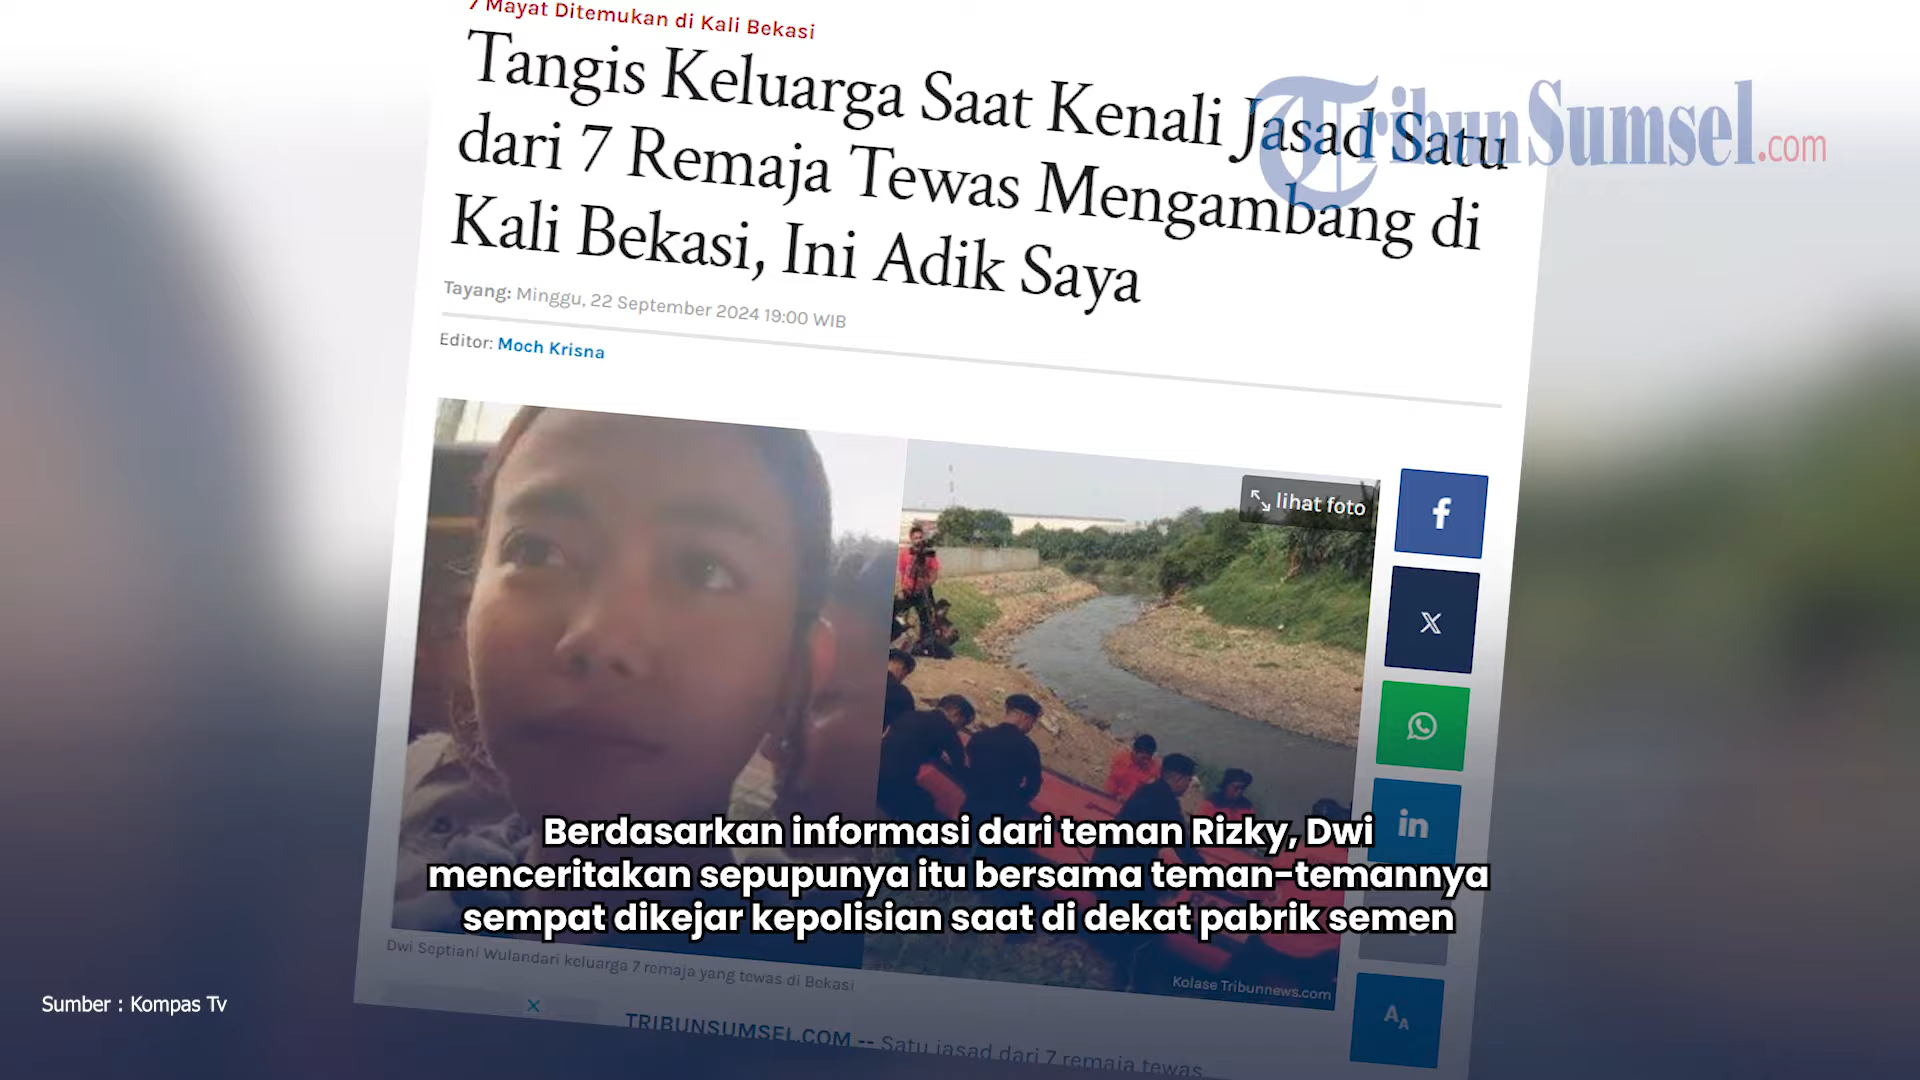 7 Mayat Ditemukan di Kali Bekasi
Tangis Keluarga Saat Kenali Jasad Satu
dari 7 Remaja Tewas Mengambang di
Kali Bekasi, Ini Adik Saya
TribunSumsel.com
Tayang: Minggu, 22 September 2024 19:00 WIB
Editor: Moch Krisna
lihat foto
f
X
in
Berdasarkan informasi dari teman Rizky, Dwi
menceritakan sepupunya itu bersama teman-temannya
sempat dikejar kepolisian saat di dekat pabrik semen
Dwi Septiani Wulandari keluarga 7 remaja yang tewas di Bekasi
Kolase Tribunnews.com
Sumber : Kompas Tv
AA
TRIBUNSUMSEL.COM -- Satu jasad dari 7 remaja tewas